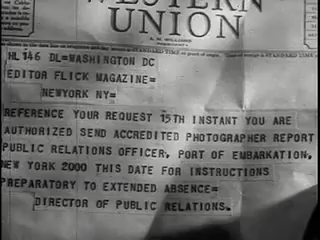 WESTERN
UNION
HL146 DL=WASHINGTON DC
EDITOR FLICK MAGAZINE=
NEWYORK NY=
REFERENCE YOUR REQUEST 15TH INSTANT YOU ARE
AUTHORIZED SEND ACCREDITED PHOTOGRAPHER REPORT
PUBLIC RELATIONS OFFICER, PORT OF EMBARKATION,
NEW YORK 2000 THIS DATE FOR INSTRUCTIONS
PREPARATORY TO EXTENDED ABSENCE=
DIRECTOR OF PUBLIC RELATIONS.